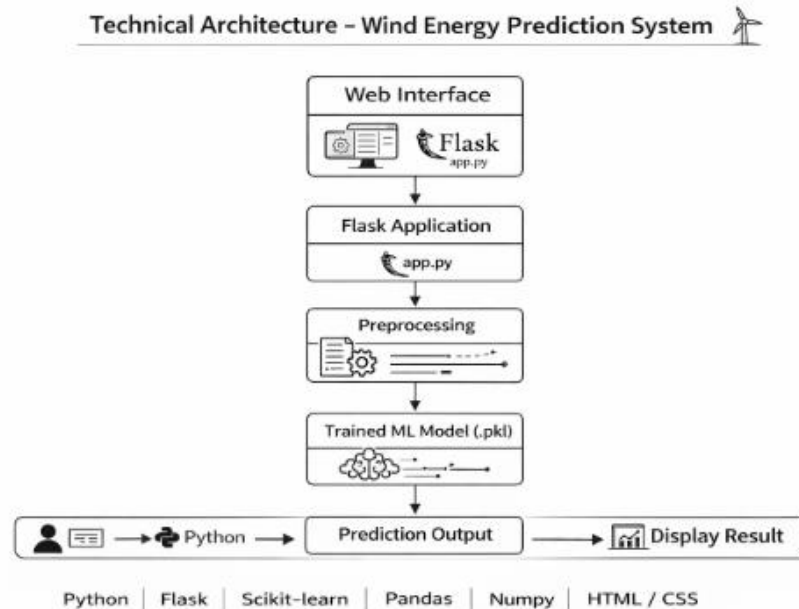 Technical Architecture – Wind Energy Prediction System
Web Interface
Flask
app.py
Flask Application
app.py
Preprocessing
Trained ML Model (.pkl)
Python
Prediction Output
Display Result
Python | Flask | Scikit-learn | Pandas | Numpy | HTML / CSS